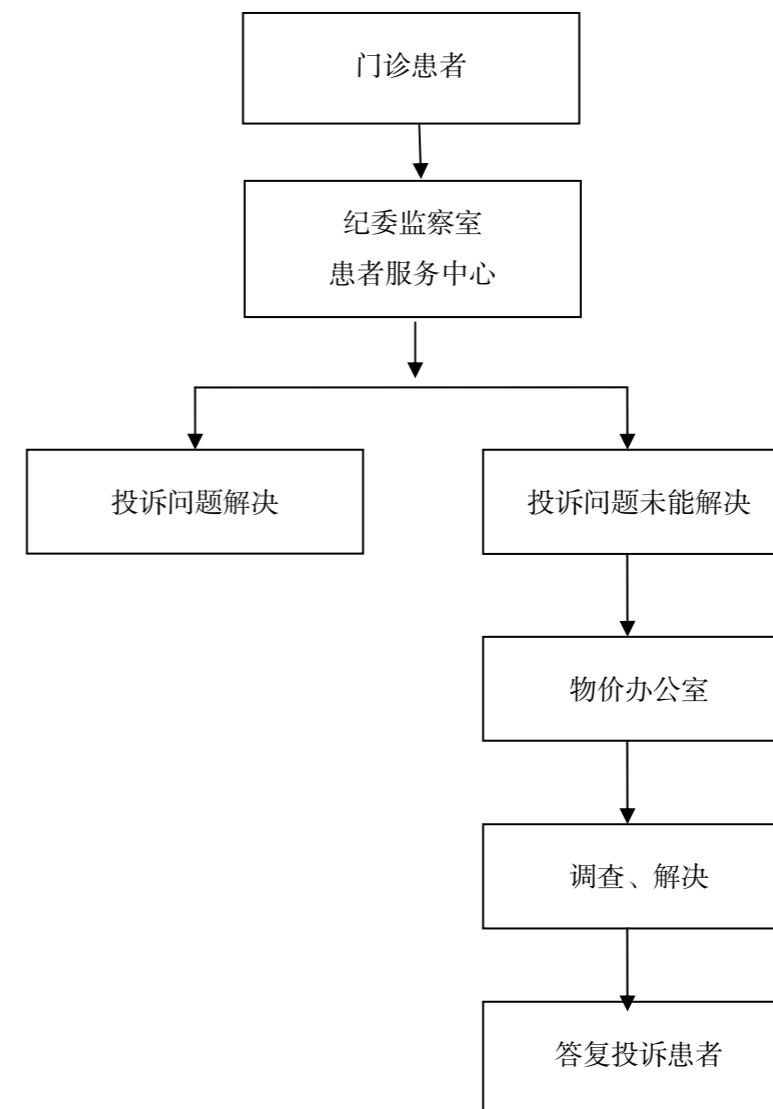 门诊患者
纪委监察室
患者服务中心
投诉问题解决
投诉问题未能解决
物价办公室
调查、解决
答复投诉患者